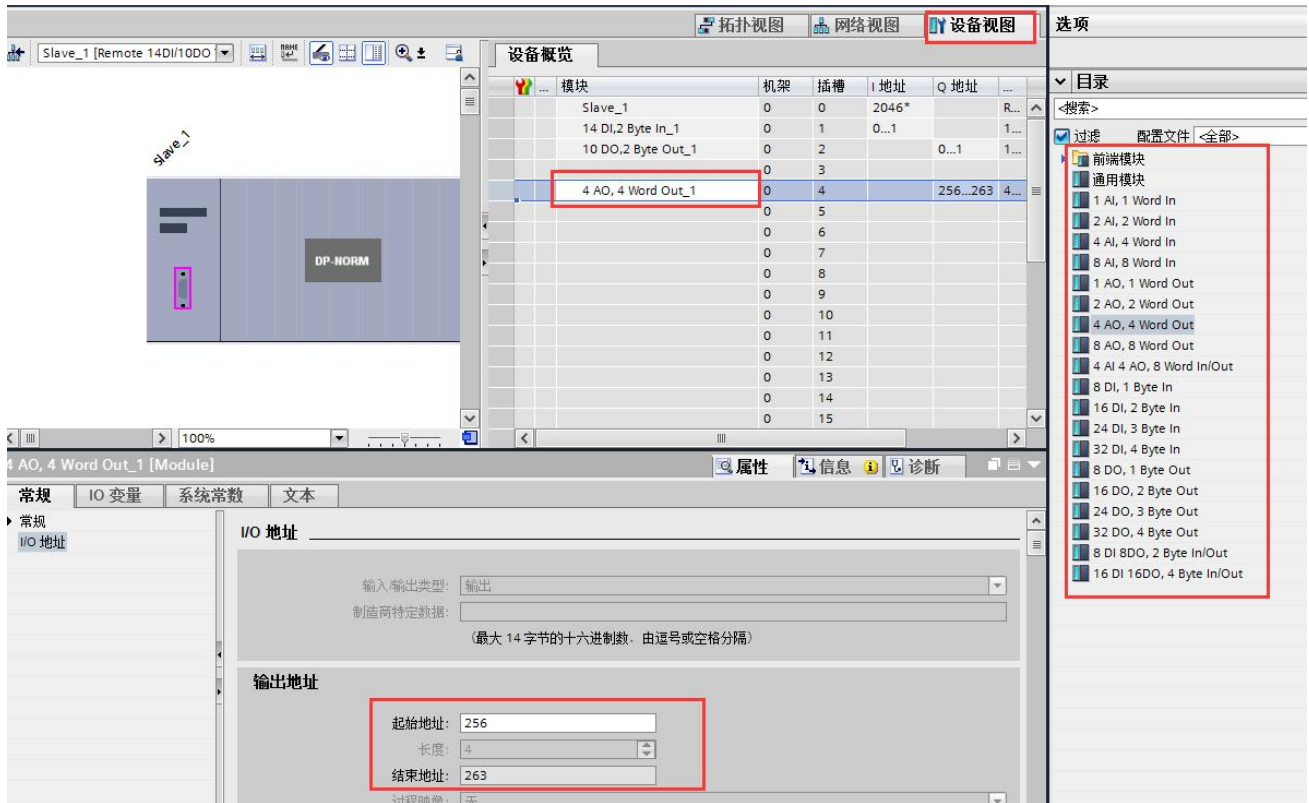 拓扑视图 网络视图 设备视图 选项
Slave_1 [Remote 14DI/10DO
设备概览
... 模块 机架 插槽 I 地址 Q 地址 ...
Slave_1 0 0 2046* R...
14 DI,2 Byte In_1 0 1 0...1 1...
10 DO,2 Byte Out_1 0 2 0...1 1...
0 3
4 AO, 4 Word Out_1 0 4 256...263 4...
0 5
0 6
0 7
0 8
0 9
0 10
0 11
0 12
0 13
0 14
0 15
Slave_1
DP-NORM
100%
目录
<搜索>
过滤 配置文件 <全部>
前端模块
通用模块
1 AI, 1 Word In
2 AI, 2 Word In
4 AI, 4 Word In
8 AI, 8 Word In
1 AO, 1 Word Out
2 AO, 2 Word Out
4 AO, 4 Word Out
8 AO, 8 Word Out
4 AI 4 AO, 8 Word In/Out
8 DI, 1 Byte In
16 DI, 2 Byte In
24 DI, 3 Byte In
32 DI, 4 Byte In
8 DO, 1 Byte Out
16 DO, 2 Byte Out
24 DO, 3 Byte Out
32 DO, 4 Byte Out
8 DI 8DO, 2 Byte In/Out
16 DI 16DO, 4 Byte In/Out
4 AO, 4 Word Out_1 [Module]
属性 信息 诊断
常规 IO 变量 系统常数 文本
常规
I/O 地址
I/O 地址
输入/输出类型: 输出
制造商特定数据:
(最大 14 字节的十六进制数，由逗号或空格分隔)
输出地址
起始地址: 256
长度: 4
结束地址: 263
过程映像: 无